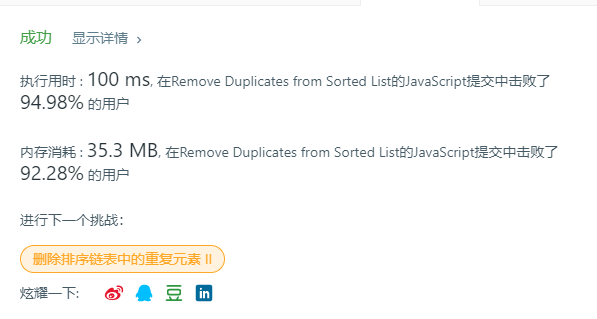 成功 显示详情 >
执行用时 : 100 ms, 在Remove Duplicates from Sorted List的JavaScript提交中击败了
94.98% 的用户
内存消耗 : 35.3 MB, 在Remove Duplicates from Sorted List的JavaScript提交中击败了
92.28% 的用户
进行下一个挑战：
删除排序链表中的重复元素 II
炫耀一下:
豆
in